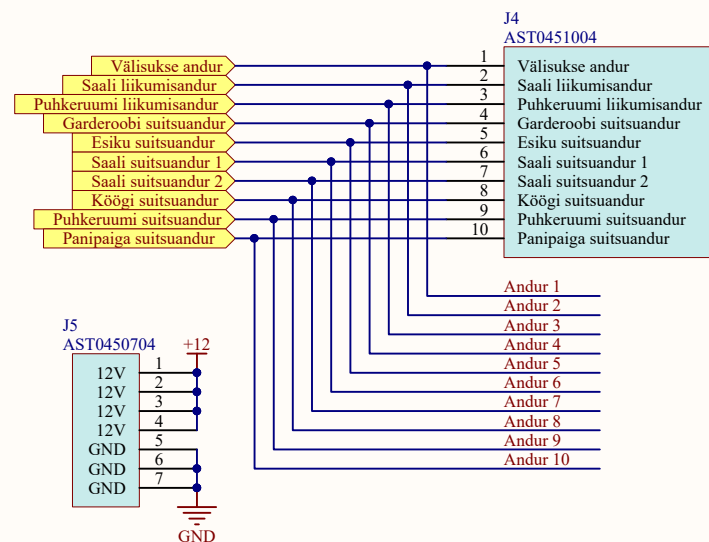 J4
AST0451004
Välisukse andur
Saali liikumisandur
Puhkeruumi liikumisandur
Garderoobi suitsuandur
Esiku suitsuandur
Saali suitsuandur 1
Saali suitsuandur 2
Köögi suitsuandur
Puhkeruumi suitsuandur
Panipaiga suitsuandur
1 Välisukse andur
2 Saali liikumisandur
3 Puhkeruumi liikumisandur
4 Garderoobi suitsuandur
5 Esiku suitsuandur
6 Saali suitsuandur 1
7 Saali suitsuandur 2
8 Köögi suitsuandur
9 Puhkeruumi suitsuandur
10 Panipaiga suitsuandur
Andur 1
Andur 2
Andur 3
Andur 4
Andur 5
Andur 6
Andur 7
Andur 8
Andur 9
Andur 10
J5
AST0450704
+12
12V 1
12V 2
12V 3
12V 4
GND 5
GND 6
GND 7
GND